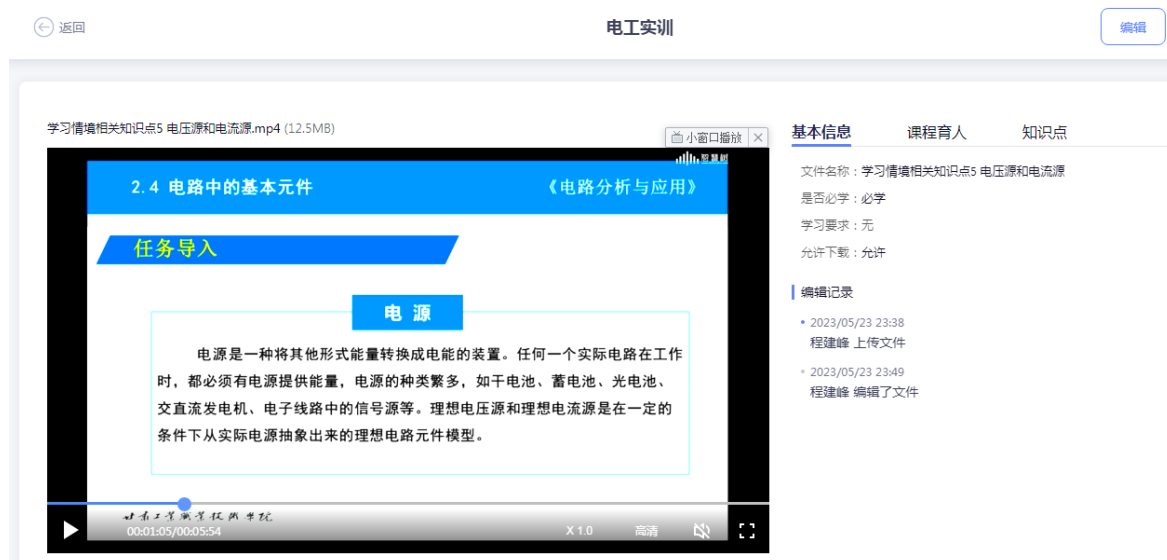 返回
电工实训
编辑
学习情境相关知识点5 电压源和电流源.mp4 (12.5MB)
小窗口播放
智慧树
2.4 电路中的基本元件
《电路分析与应用》
任务导入
电 源
电源是一种将其他形式能量转换成电能的装置。任何一个实际电路在工作
时，都必须有电源提供能量，电源的种类繁多，如干电池、蓄电池、光电池、
交直流发电机、电子线路中的信号源等。理想电压源和理想电流源是在一定的
条件下从实际电源抽象出来的理想电路元件模型。
甘肃工业职业技术学院
00:01:05/00:05:54
X 1.0
高清
基本信息
课程育人
知识点
文件名称：学习情境相关知识点5 电压源和电流源
是否必学：必学
学习要求：无
允许下载：允许
编辑记录
2023/05/23 23:38
程建峰 上传文件
2023/05/23 23:49
程建峰 编辑了文件